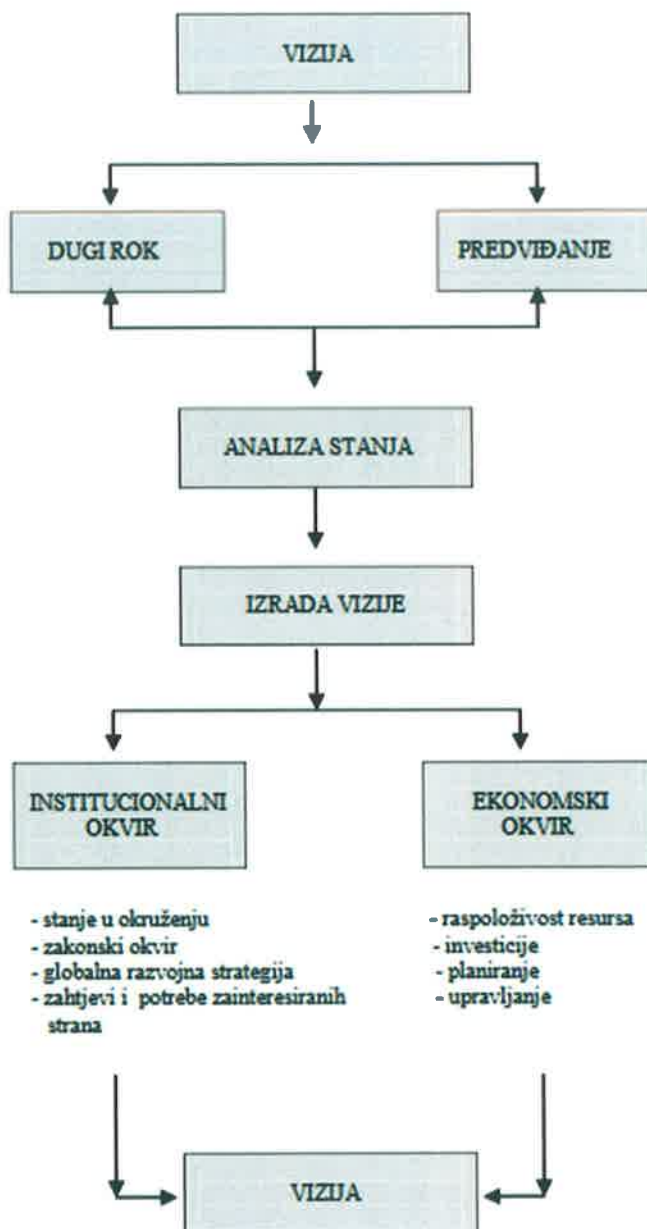 VIZIJA
DUGI ROK
PREDVIĐANJE
ANALIZA STANJA
IZRADA VIZIJE
INSTITUCIONALNI
OKVIR
EKONOMSKI
OKVIR
- stanje u okruženju
- zakonski okvir
- globalna razvojna strategija
- zahtjevi i potrebe zainteresiranih
strana
- raspoloživost resursa
- investicije
- planiranje
- upravljanje
VIZIJA